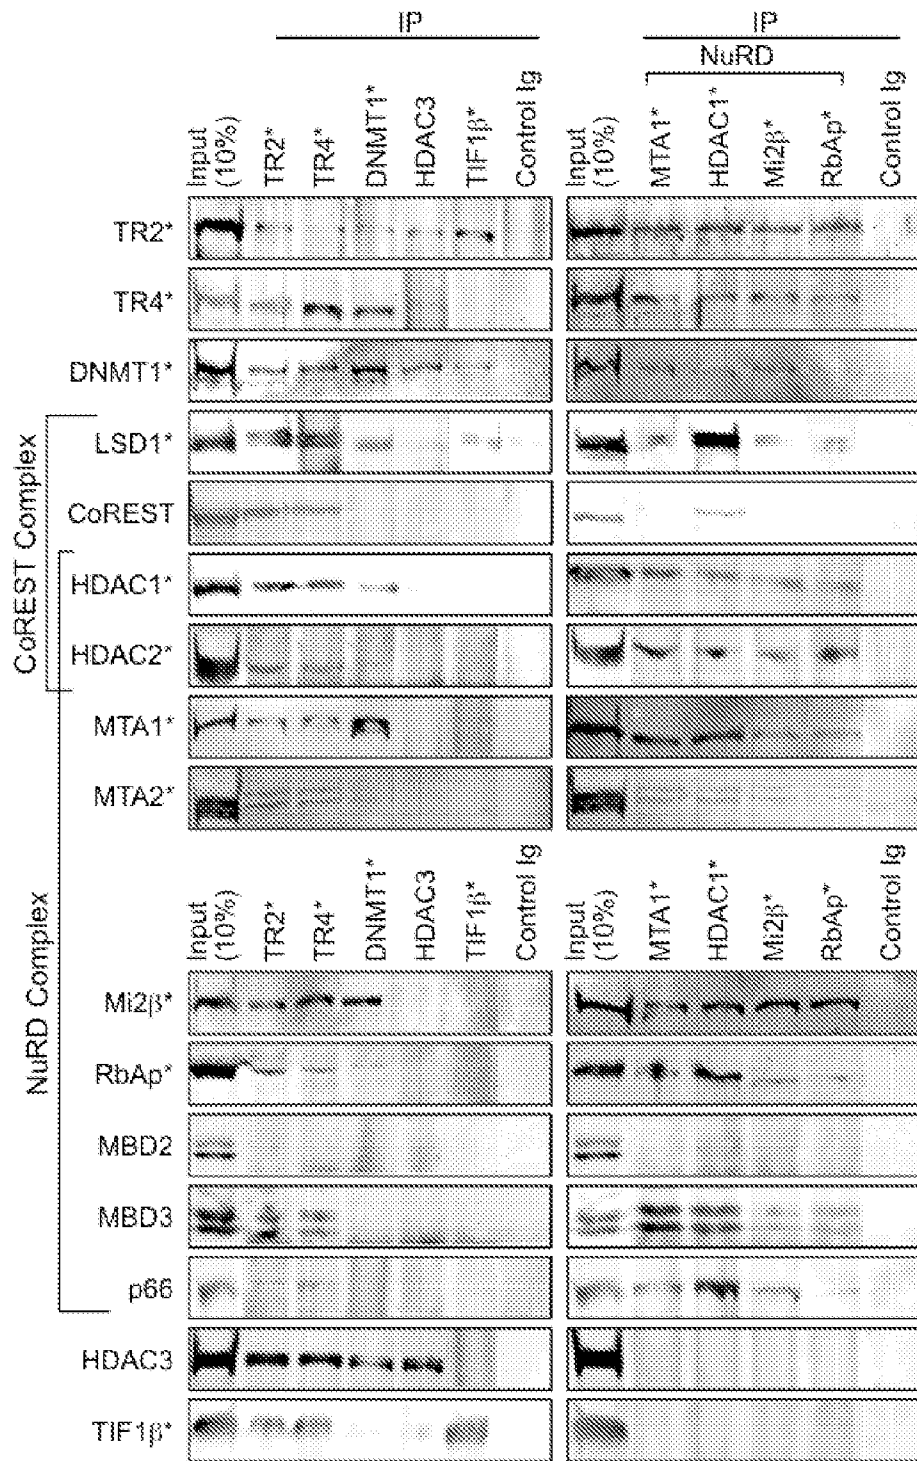 IP
IP
NuRD
Input (10%)
TR2*
TR4*
DNMT1*
HDAC3
TIF1β*
Control Ig
Input (10%)
MTA1*
HDAC1*
Mi2β*
RbAp*
Control Ig
TR2*
TR4*
DNMT1*
CoREST Complex
LSD1*
CoREST
HDAC1*
HDAC2*
NuRD Complex
MTA1*
MTA2*
Input (10%)
TR2*
TR4*
DNMT1*
HDAC3
TIF1β*
Control Ig
Input (10%)
MTA1*
HDAC1*
Mi2β*
RbAp*
Control Ig
Mi2β*
RbAp*
MBD2
MBD3
p66
HDAC3
TIF1β*